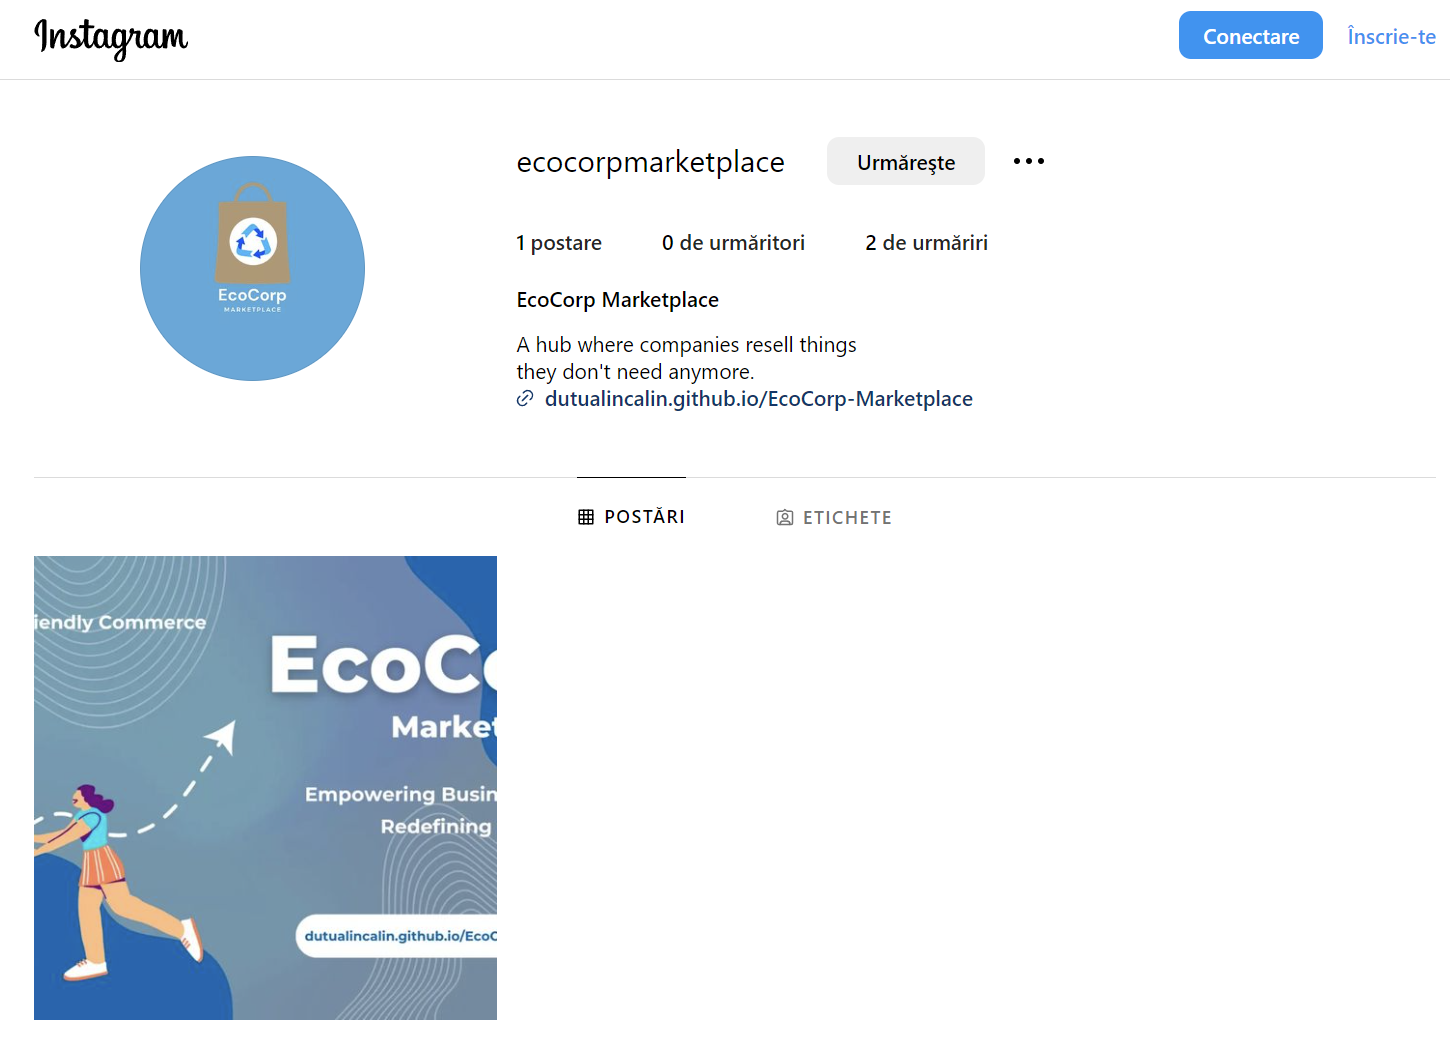 Instagram
Conectare
Înscrie-te
ecocorpmarketplace
Urmărește
1 postare
0 de urmăritori
2 de urmăriri
EcoCorp Marketplace
A hub where companies resell things
they don't need anymore.
dutualincalin.github.io/EcoCorp-Marketplace
EcoCorp
MARKETPLACE
POSTĂRI
ETICHETE
iendly Commerce
EcoCo
Market
Empowering Busin
Redefining
dutualincalin.github.io/EcoC